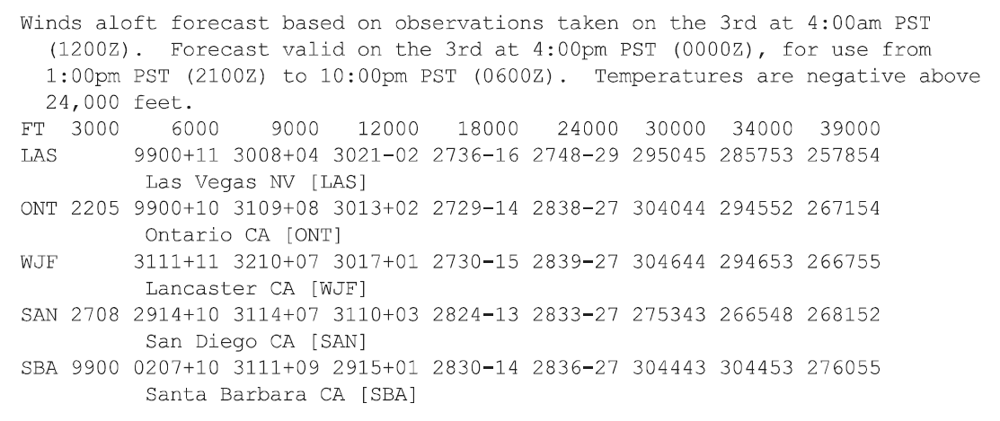 Winds aloft forecast based on observations taken on the 3rd at 4:00am PST
(1200Z).  Forecast valid on the 3rd at 4:00pm PST (0000Z), for use from
1:00pm PST (2100Z) to 10:00pm PST (0600Z).  Temperatures are negative above
24,000 feet.
FT  3000    6000    9000   12000   18000   24000  30000  34000  39000
LAS      9900+11 3008+04 3021-02 2736-16 2748-29 295045 285753 257854
Las Vegas NV [LAS]
ONT 2205 9900+10 3109+08 3013+02 2729-14 2838-27 304044 294552 267154
Ontario CA [ONT]
WJF      3111+11 3210+07 3017+01 2730-15 2839-27 304644 294653 266755
Lancaster CA [WJF]
SAN 2708 2914+10 3114+07 3110+03 2824-13 2833-27 275343 266548 268152
San Diego CA [SAN]
SBA 9900 0207+10 3111+09 2915+01 2830-14 2836-27 304443 304453 276055
Santa Barbara CA [SBA]